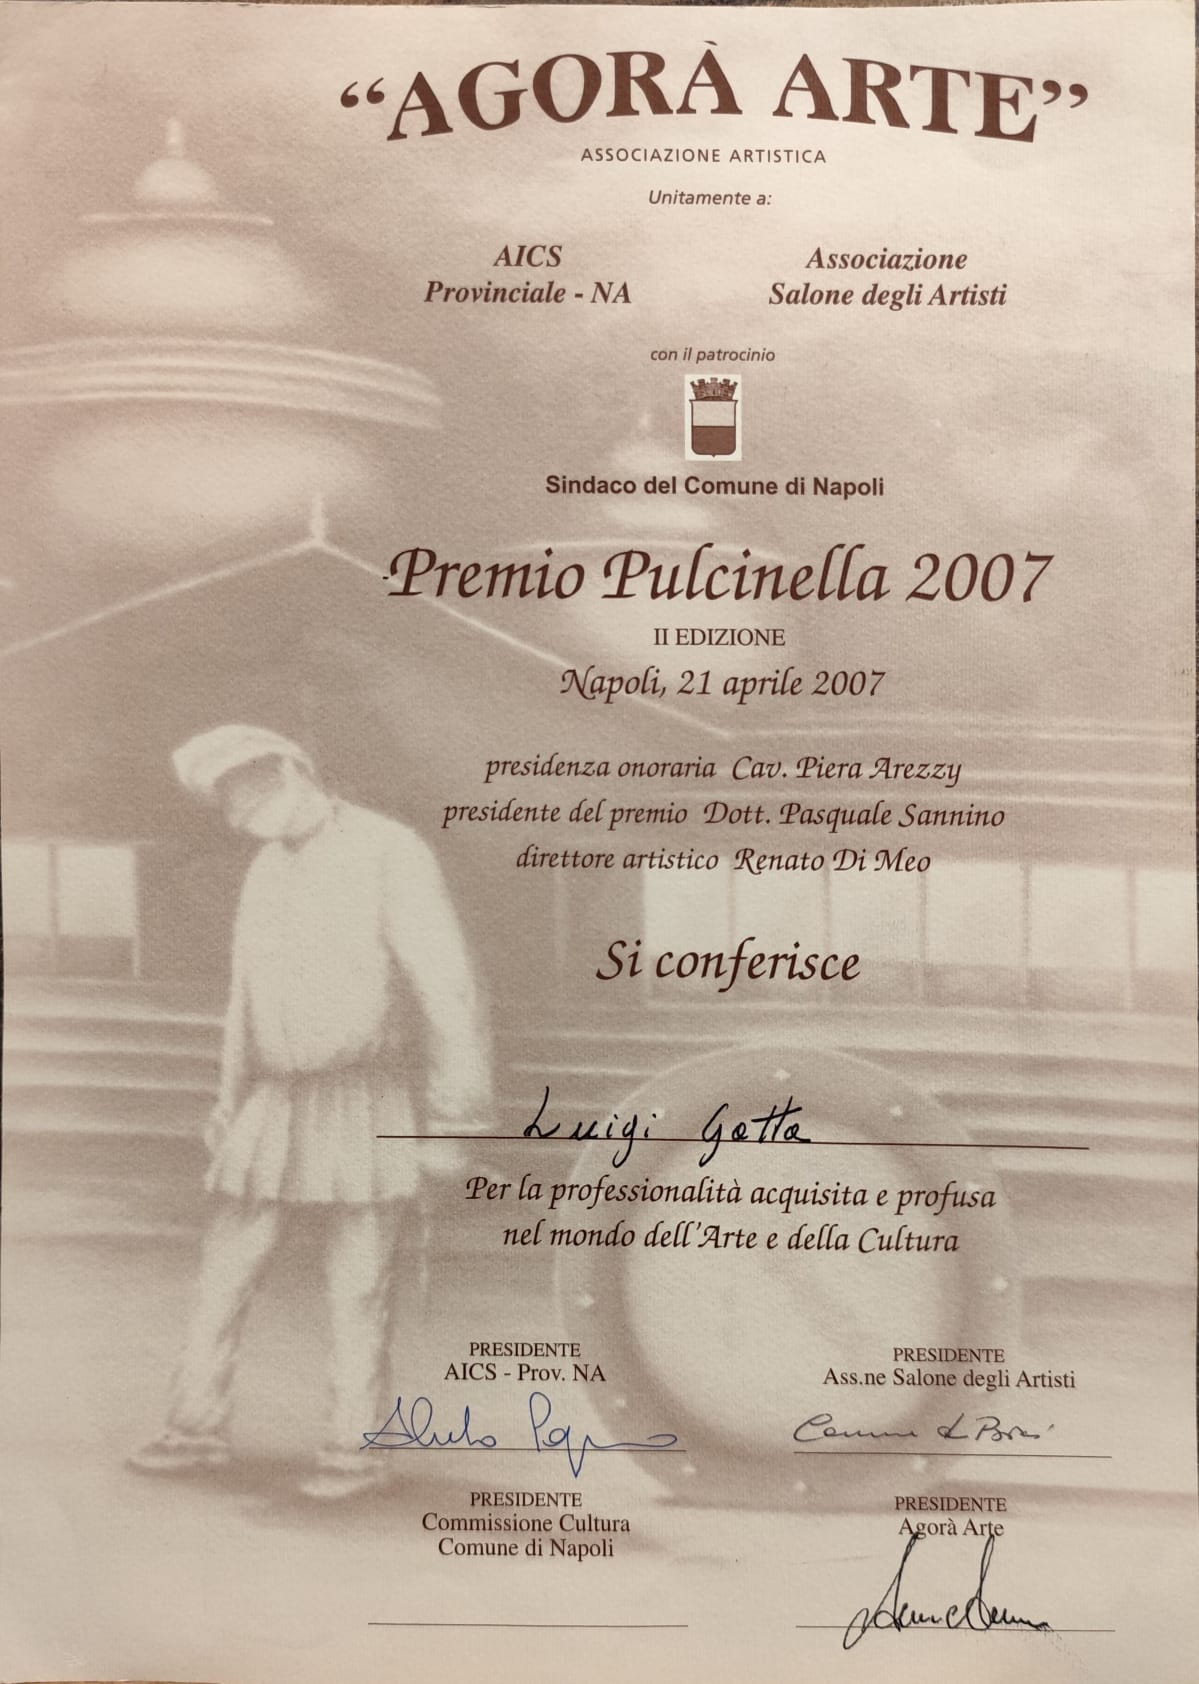 “AGORÀ ARTE”
ASSOCIAZIONE ARTISTICA
Unitamente a:
AICS
Provinciale - NA
Associazione
Salone degli Artisti
con il patrocinio
Sindaco del Comune di Napoli
Premio Pulcinella 2007
II EDIZIONE
Napoli, 21 aprile 2007
presidenza onoraria Cav. Piera Arezzy
presidente del premio Dott. Pasquale Sannino
direttore artistico Renato Di Meo
Si conferisce
Luigi Gatta
Per la professionalità acquisita e profusa
nel mondo dell'Arte e della Cultura
PRESIDENTE
AICS - Prov. NA
PRESIDENTE
Ass.ne Salone degli Artisti
PRESIDENTE
Commissione Cultura
Comune di Napoli
PRESIDENTE
Agorà Arte